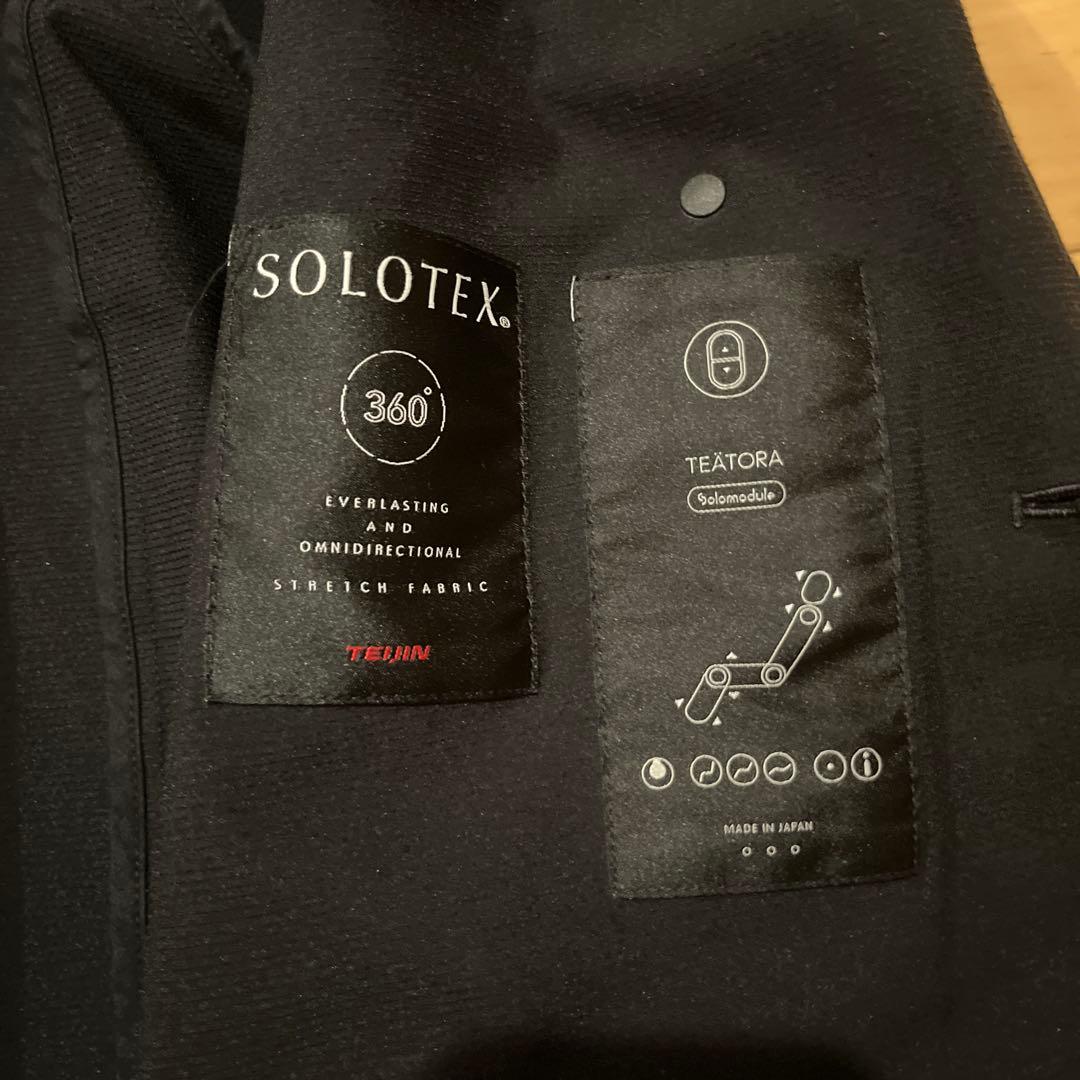 SOLOTEX®
360°
EVERLASTING
AND
OMNIDIRECTIONAL
STRETCH FABRIC
TEIJIN
TEÄTORA
Solomodule
MADE IN JAPAN